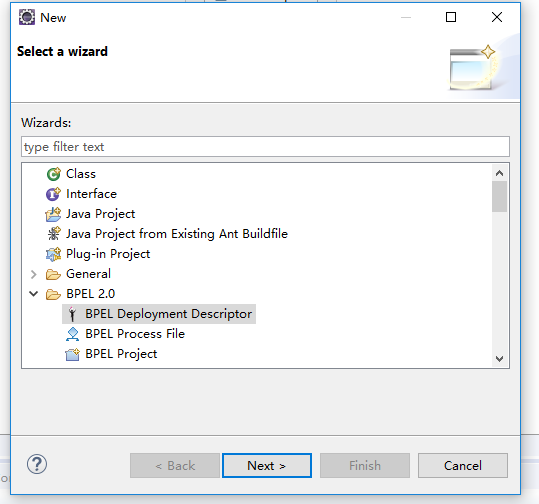 New
Select a wizard
Wizards:
type filter text
Class
Interface
Java Project
Java Project from Existing Ant Buildfile
Plug-in Project
General
BPEL 2.0
BPEL Deployment Descriptor
BPEL Process File
BPEL Project
< Back
Next >
Finish
Cancel